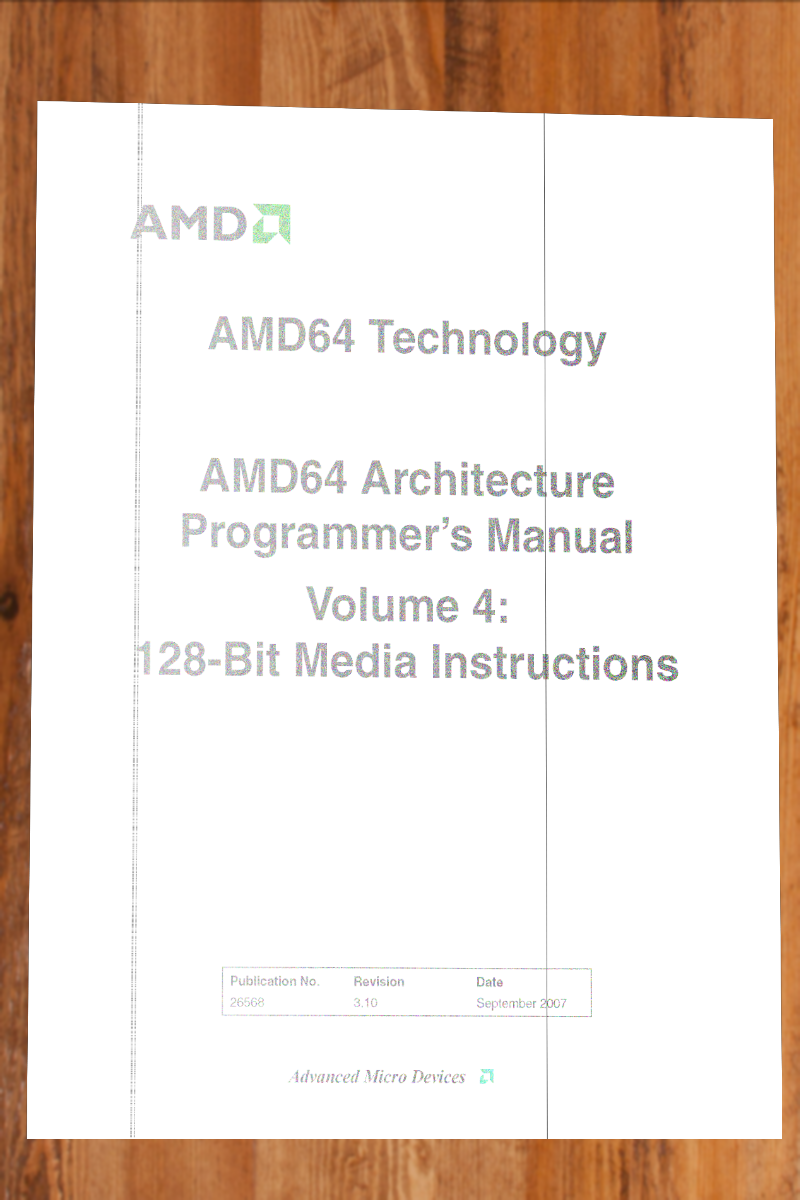 AMD
AMD64 Technology
AMD64 Architecture
Programmer's Manual
Volume 4:
128-Bit Media Instructions
Publication No. Revision Date
26568 3.10 September 2007
Advanced Micro Devices